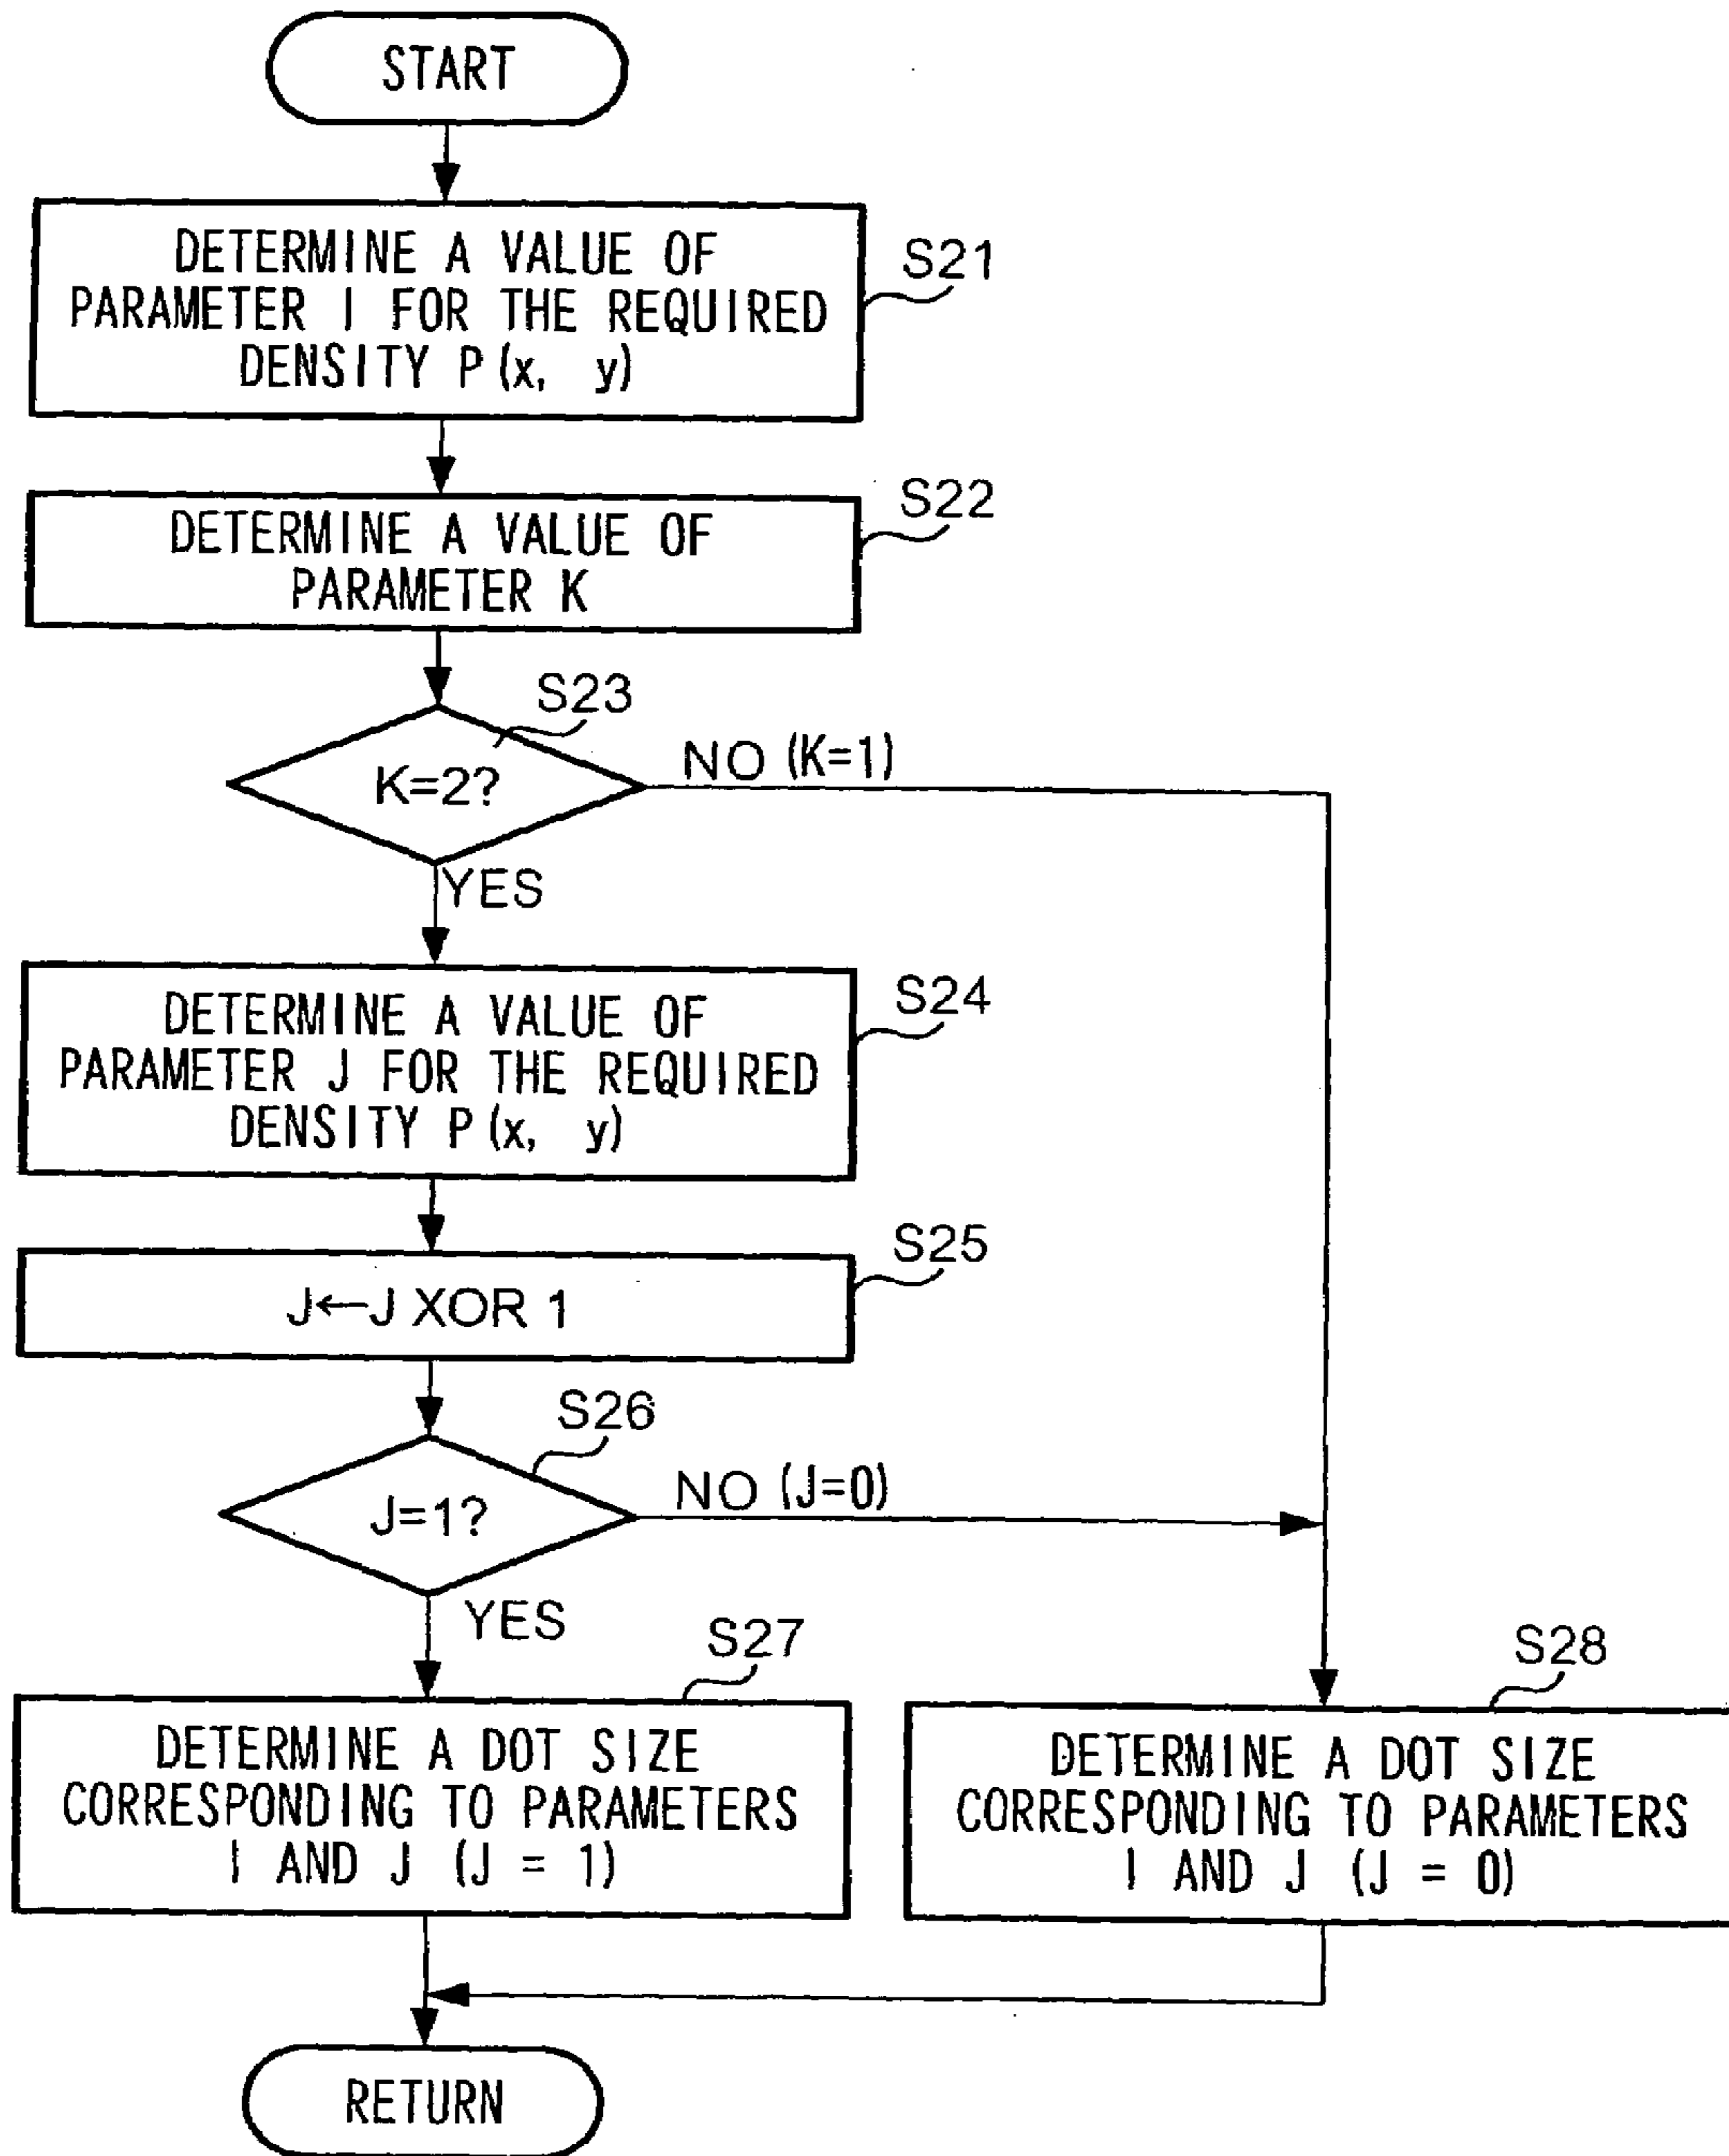 START
DETERMINE A VALUE OF
PARAMETER I FOR THE REQUIRED
DENSITY P(x, y)
S21
DETERMINE A VALUE OF
PARAMETER K
S22
S23
K=2?
NO (K=1)
YES
DETERMINE A VALUE OF
PARAMETER J FOR THE REQUIRED
DENSITY P(x, y)
S24
J←J XOR 1
S25
S26
J=1?
NO (J=0)
YES
S27
DETERMINE A DOT SIZE
CORRESPONDING TO PARAMETERS
I AND J (J = 1)
S28
DETERMINE A DOT SIZE
CORRESPONDING TO PARAMETERS
I AND J (J = 0)
RETURN